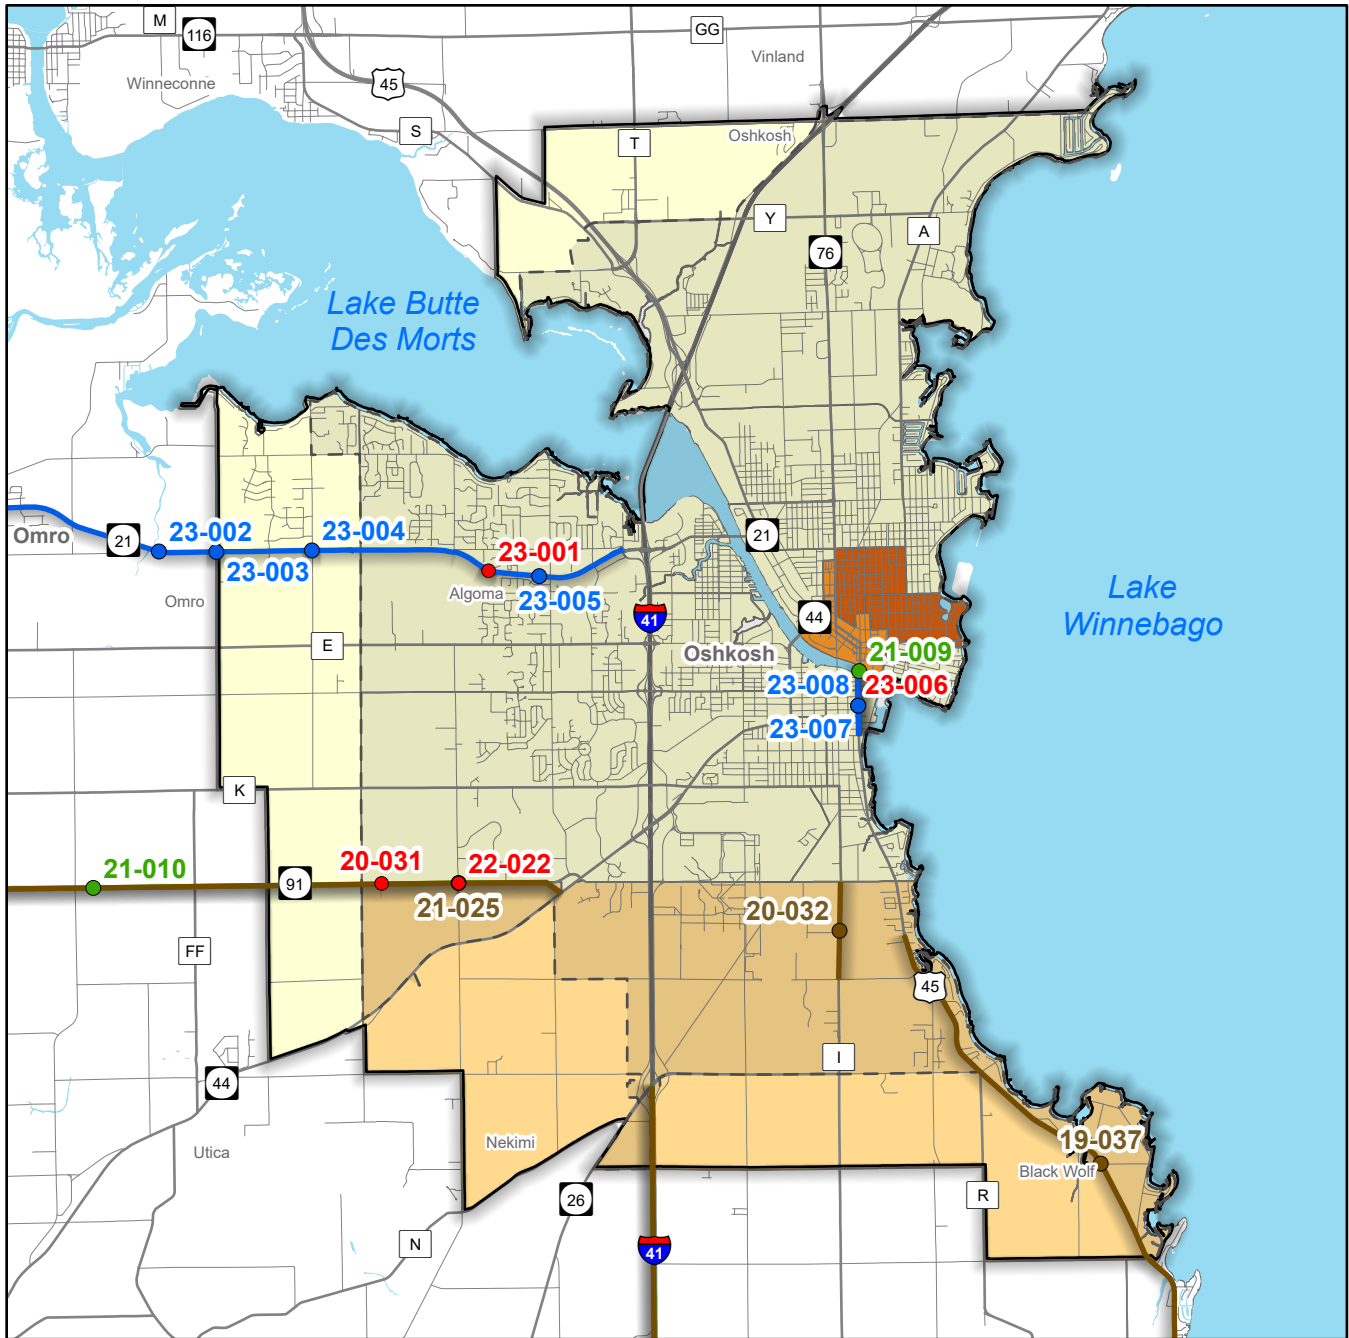 M
116
GG
Vinland
Winneconne
45
S
T
Oshkosh
Y
A
76
Lake Butte
Des Morts
Omro
21
23-002
23-004
23-003
23-001
Algoma
23-005
Omro
21
44
41
E
Oshkosh
21-009
23-008
23-006
23-007
Lake
Winnebago
K
21-010
91
20-031
22-022
21-025
20-032
FF
45
I
44
Utica
Nekimi
19-037
Black Wolf
26
R
N
41